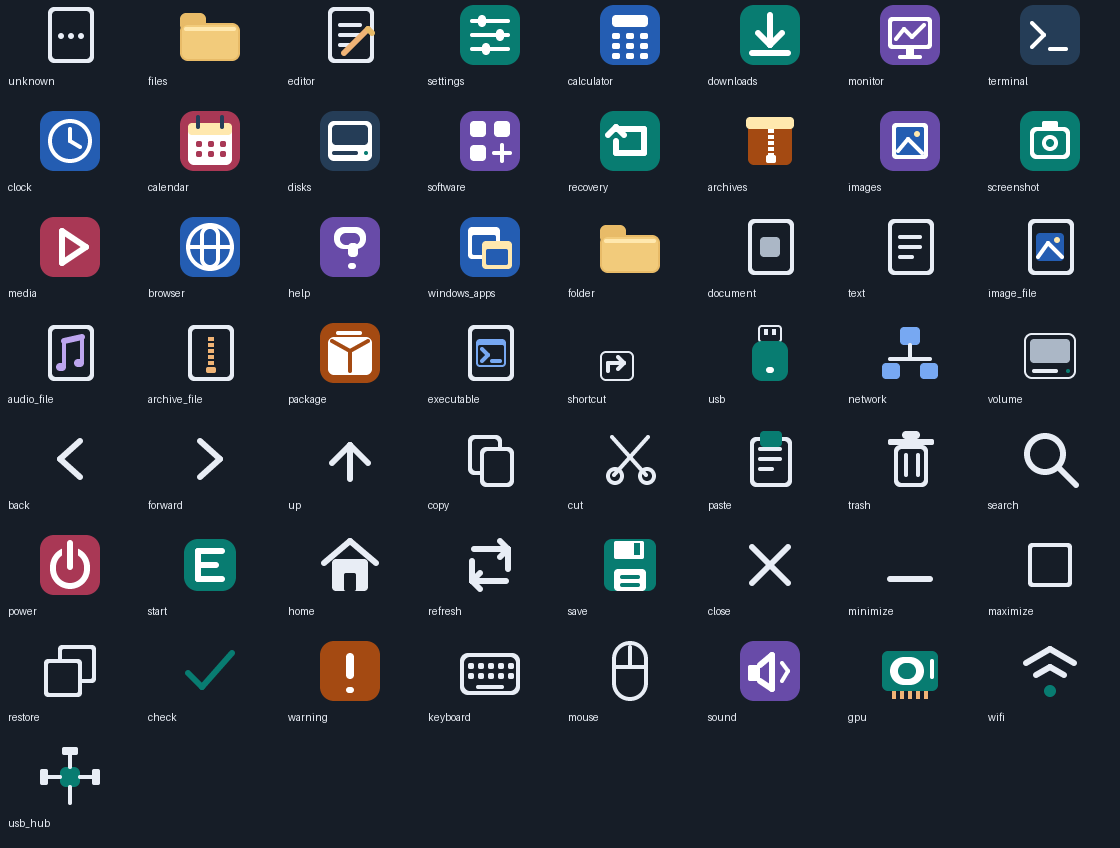 unknown files editor settings calculator downloads monitor terminal
clock calendar disks software recovery archives images screenshot
media browser help windows_apps folder document text image_file
audio_file archive_file package executable shortcut usb network volume
back forward up copy cut paste trash search
E
power start home refresh save close minimize maximize
restore check warning keyboard mouse sound gpu wifi
usb_hub